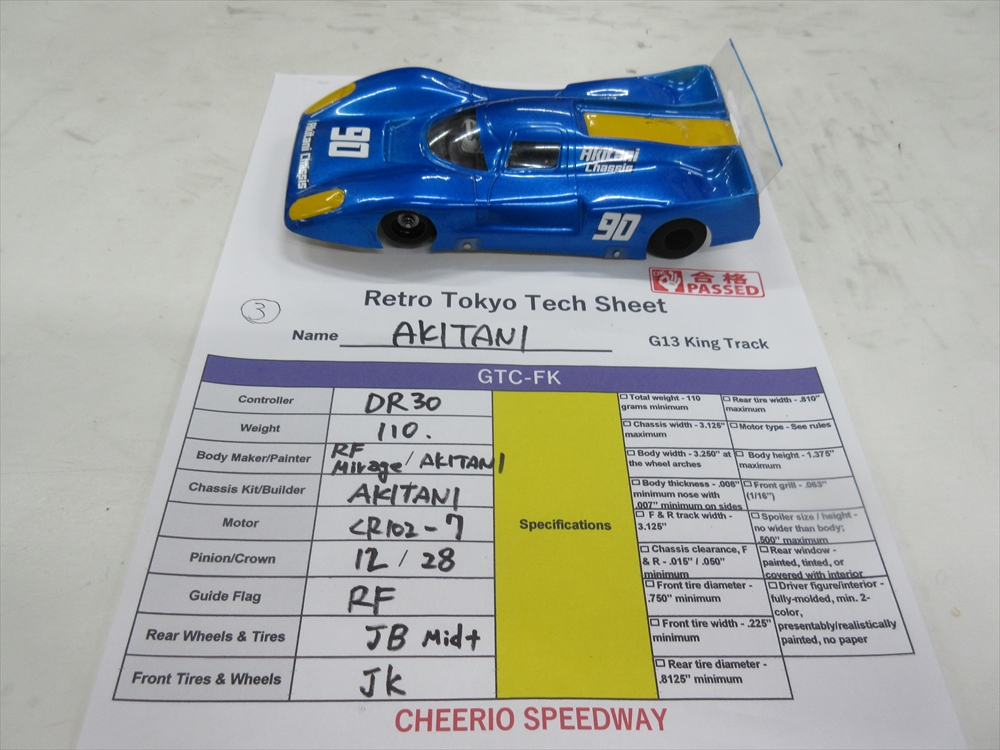 90
Akitani Chassis
Akitani
Chassis
90
合格
PASSED
3
Retro Tokyo Tech Sheet
Name AKITANI G13 King Track
GTC-FK
Controller DR30
Weight 110.
Body Maker/Painter RF Mirage / AKITANI
Chassis Kit/Builder AKITANI
Motor CR102-7
Pinion/Crown 12 / 28
Guide Flag RF
Rear Wheels & Tires JB Mid+
Front Tires & Wheels JK
Specifications
Total weight - 110
grams minimum
Rear tire width - .810"
maximum
Chassis width - 3.125"
maximum
Motor type - See rules
Body width - 3.250" at
the wheel arches
Body height - 1.375"
maximum
Body thickness - .008"
minimum nose with
.007" minimum on sides
Front grill - .063"
(1/16")
F & R track width -
3.125"
Spoiler size / height -
no wider than body;
.500" maximum
Chassis clearance, F
& R - .015" / .050"
minimum
Rear window -
painted, tinted, or
covered with interior
Front tire diameter -
.750" minimum
Driver figure/interior -
fully-molded, min. 2-
color,
presentably/realistically
painted, no paper
Front tire width - .225"
minimum
Rear tire diameter -
.8125" minimum
CHEERIO SPEEDWAY